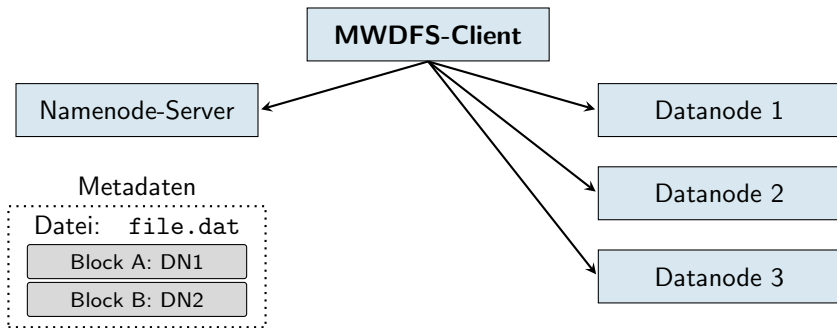 MWDFS-Client
Namenode-Server
Datanode 1
Datanode 2
Datanode 3
Metadaten
Datei: file.dat
Block A: DN1
Block B: DN2